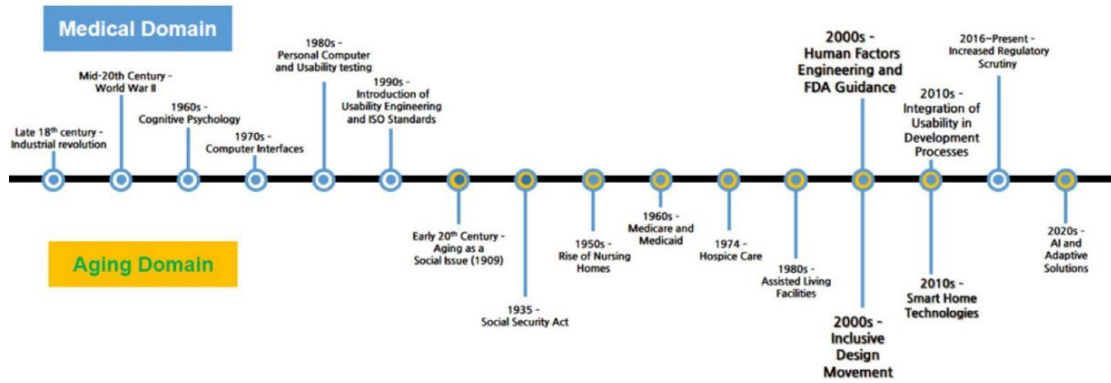 Medical Domain
Late 18th century -
Industrial revolution
Mid-20th Century -
World War II
1960s -
Cognitive Psychology
1970s -
Computer Interfaces
1980s -
Personal Computer
and Usability testing
1990s -
Introduction of
Usability Engineering
and ISO Standards
2000s -
Human Factors
Engineering and
FDA Guidance
2010s -
Integration of
Usability in
Development
Processes
2016~Present -
Increased Regulatory
Scrutiny
Aging Domain
Early 20th Century -
Aging as a
Social Issue (1909)
1935 -
Social Security Act
1950s -
Rise of Nursing
Homes
1960s -
Medicare and
Medicaid
1974 -
Hospice Care
1980s -
Assisted Living
Facilities
2000s -
Inclusive
Design
Movement
2010s -
Smart Home
Technologies
2020s -
AI and
Adaptive
Solutions